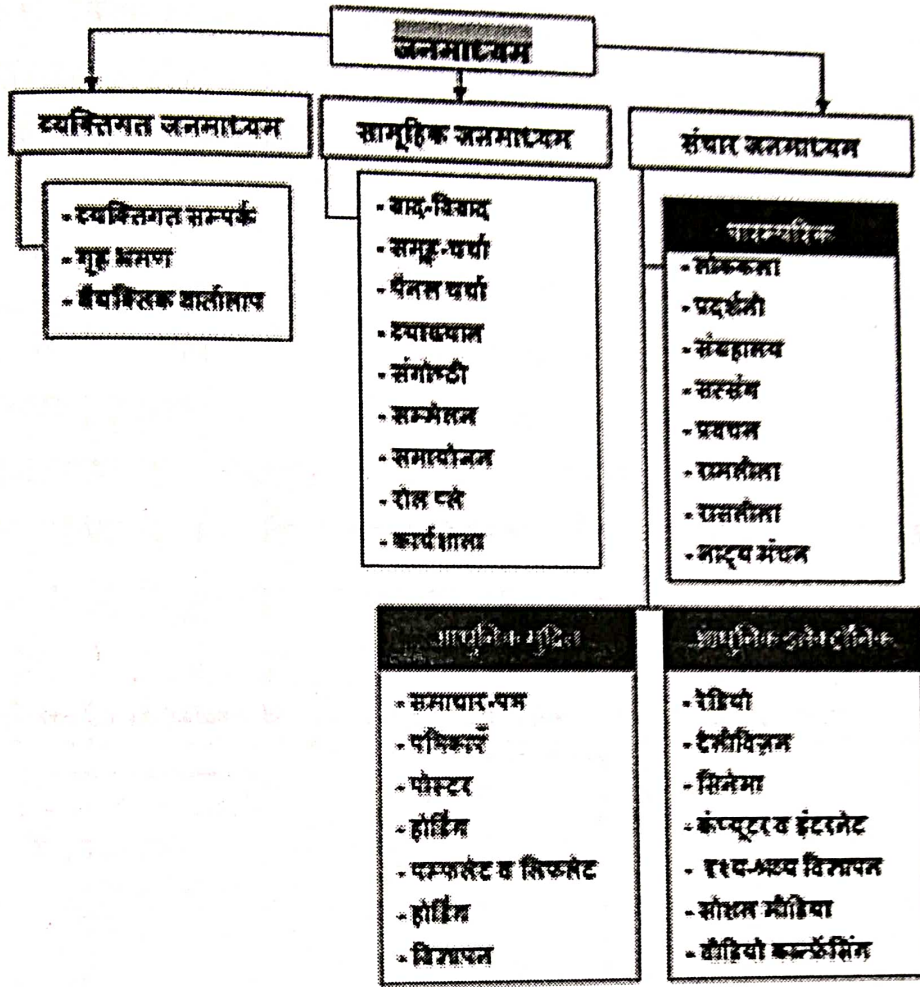 जनमाध्यम
व्यक्तिगत जनमाध्यम
- व्यक्तिगत सम्पर्क
- गृह भ्रमण
- वैयक्तिक वार्तालाप
सामूहिक जनमाध्यम
- वाद-विवाद
- समूह-चर्चा
- पैनल चर्चा
- व्याख्यान
- संगोष्ठी
- सम्मेलन
- समायोजन
- रोल प्ले
- कार्यशाला
संचार जनमाध्यम
पारम्परिक
- लोककला
- प्रदर्शनी
- संग्रहालय
- सत्संग
- प्रवचन
- रामलीला
- रासलीला
- नाट्य मंचन
आधुनिक मुद्रित
- समाचार-पत्र
- पत्रिकाएँ
- पोस्टर
- होर्डिंग
- पम्फलेट व लिफलेट
- होर्डिंग
- विज्ञापन
आधुनिक इलेक्ट्रॉनिक
- रेडियो
- टेलीविज़न
- सिनेमा
- कंप्यूटर व इंटरनेट
- दृश्य-श्रव्य विज्ञापन
- सोशल मीडिया
- वीडियो कान्फ्रेंसिंग